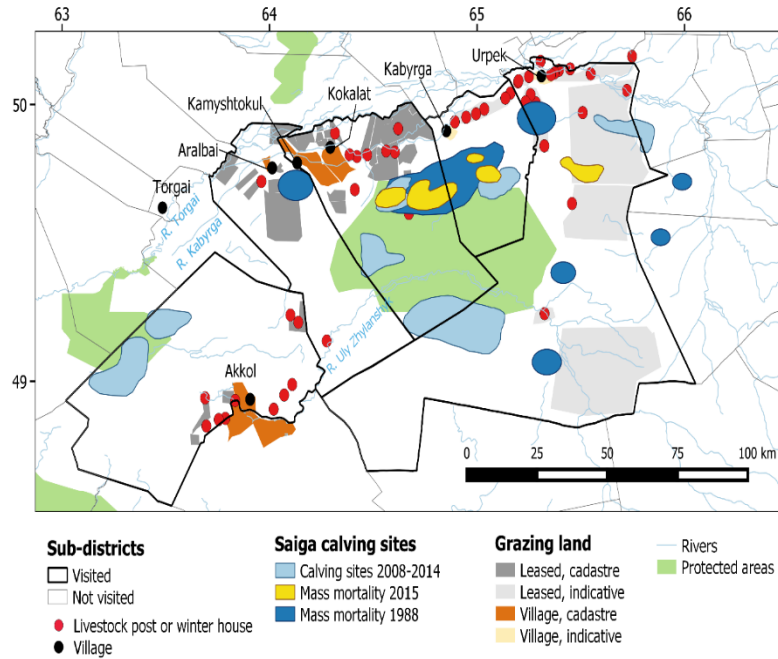 63 64 65 66
Urpek
Kabyrga
50
Kokalat
Kamyshtokul
Aralbai
Torgai
R. Torgai
R. Kabyrga
R. Uly Zhylanshyk
49
Akkol
0 25 50 75 100 km
Sub-districts
Visited
Not visited
Livestock post or winter house
Village
Saiga calving sites
Calving sites 2008-2014
Mass mortality 2015
Mass mortality 1988
Grazing land
Leased, cadastre
Leased, indicative
Village, cadastre
Village, indicative
Rivers
Protected areas